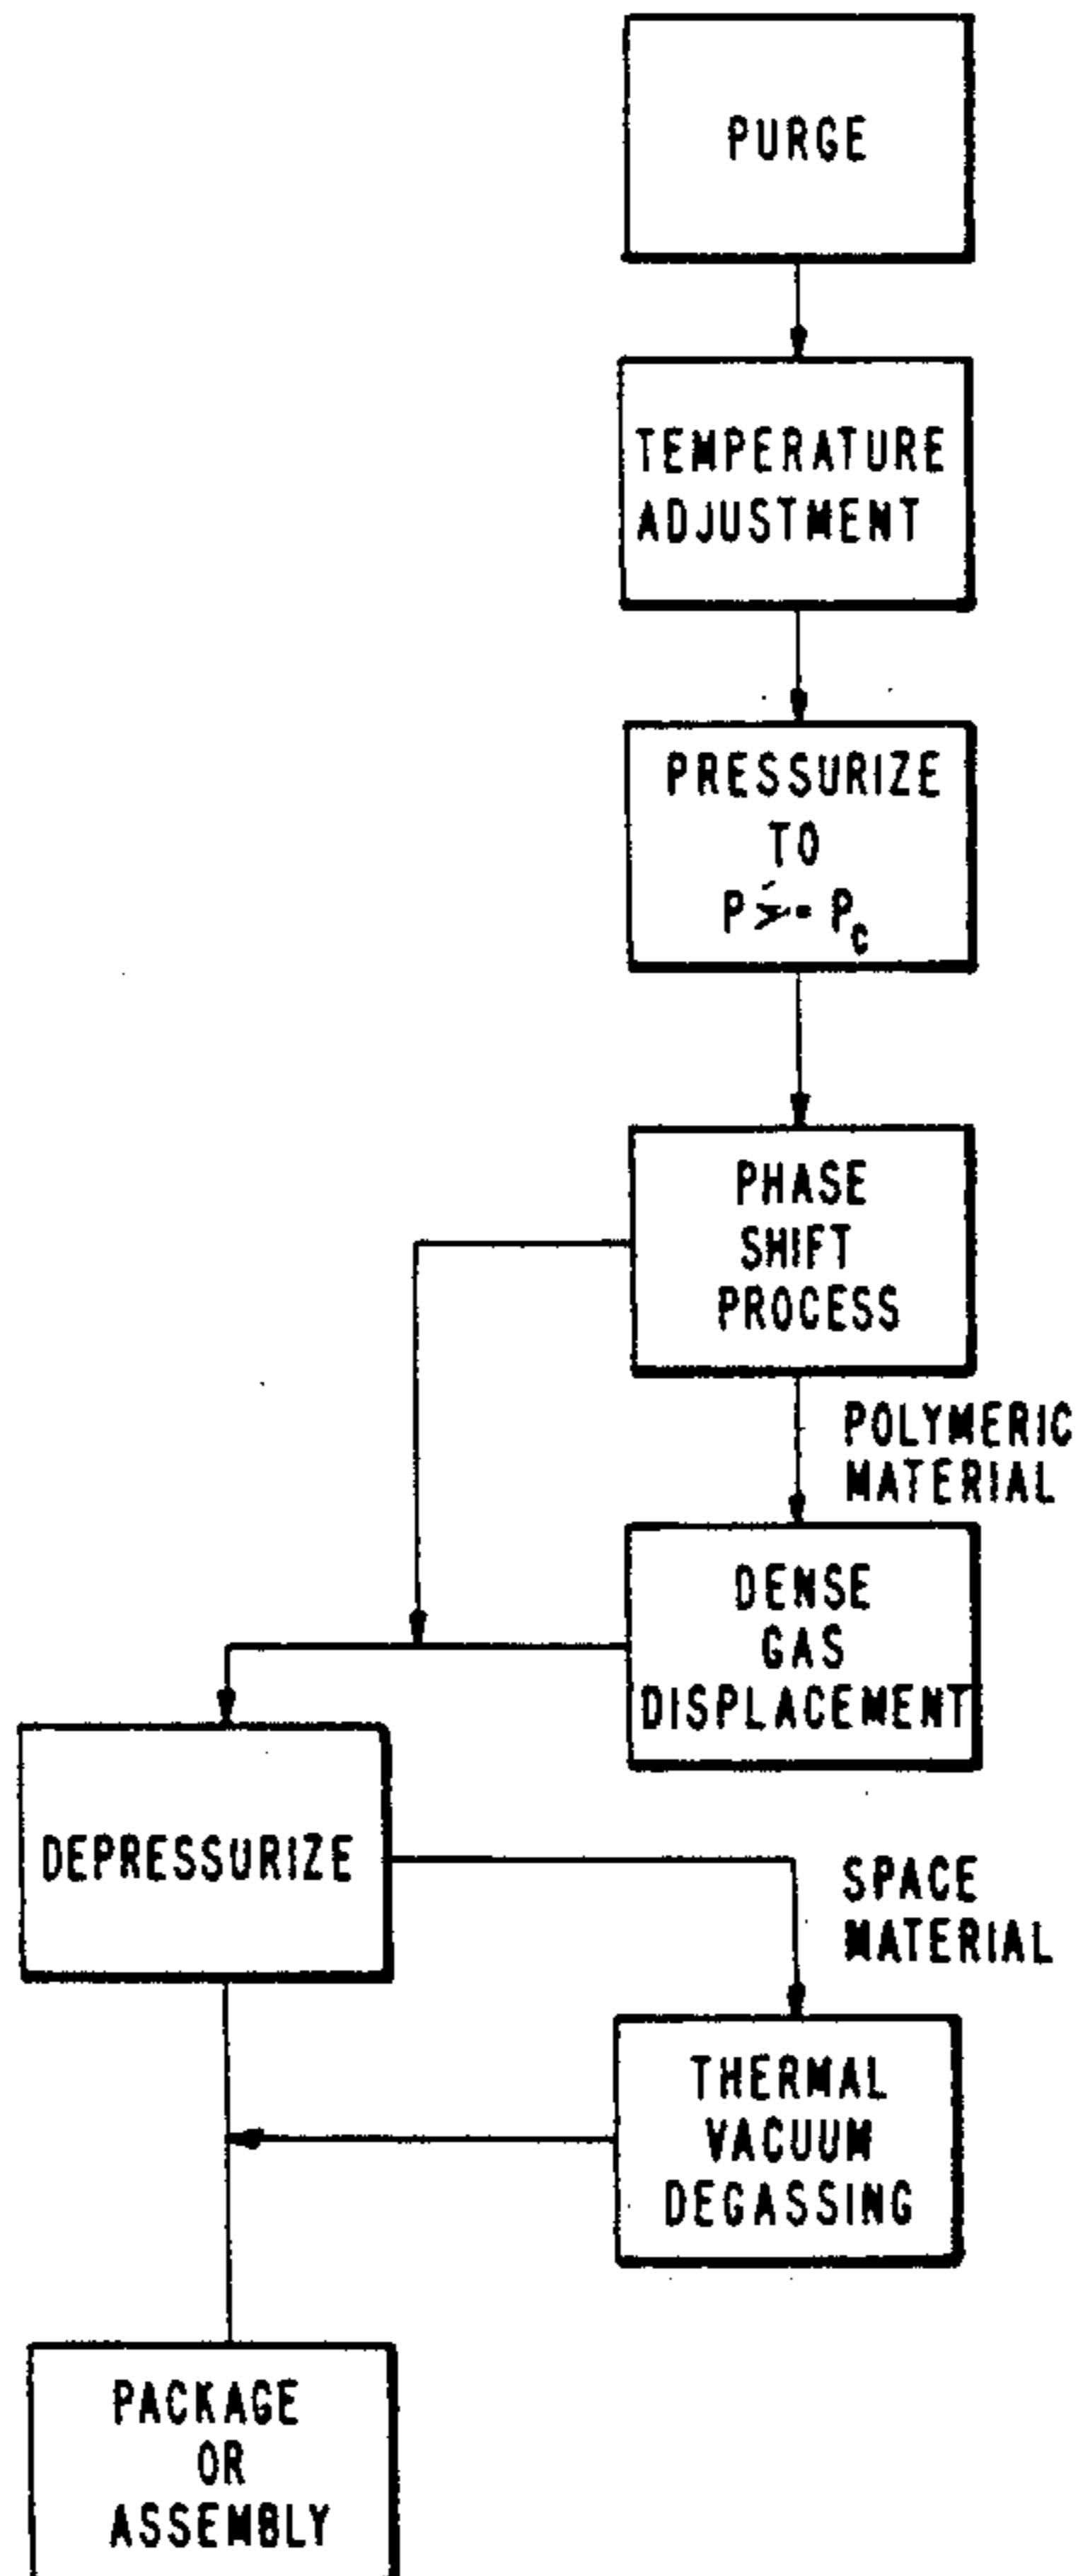 PURGE
TEMPERATURE
ADJUSTMENT
PRESSURIZE
TO
P >= Pc
PHASE
SHIFT
PROCESS
POLYMERIC
MATERIAL
DENSE
GAS
DISPLACEMENT
DEPRESSURIZE
SPACE
MATERIAL
THERMAL
VACUUM
DEGASSING
PACKAGE
OR
ASSEMBLY